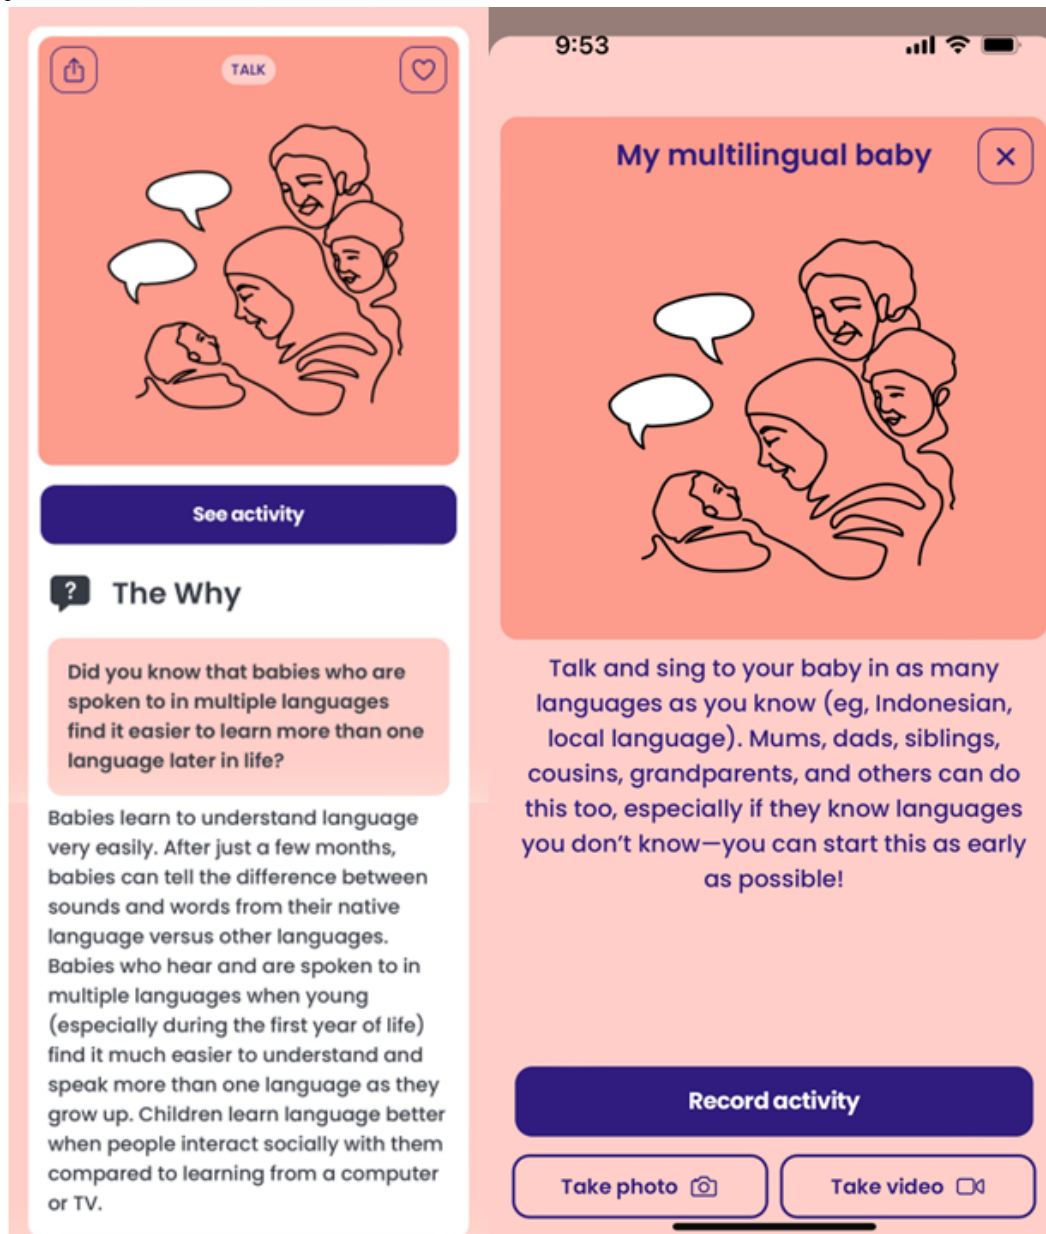 TALK
See activity
?
The Why
Did you know that babies who are
spoken to in multiple languages
find it easier to learn more than one
language later in life?
Babies learn to understand language
very easily. After just a few months,
babies can tell the difference between
sounds and words from their native
language versus other languages.
Babies who hear and are spoken to in
multiple languages when young
(especially during the first year of life)
find it much easier to understand and
speak more than one language as they
grow up. Children learn language better
when people interact socially with them
compared to learning from a computer
or TV.
9:53
My multilingual baby
Talk and sing to your baby in as many
languages as you know (eg, Indonesian,
local language). Mums, dads, siblings,
cousins, grandparents, and others can do
this too, especially if they know languages
you don’t know—you can start this as early
as possible!
Record activity
Take photo
Take video